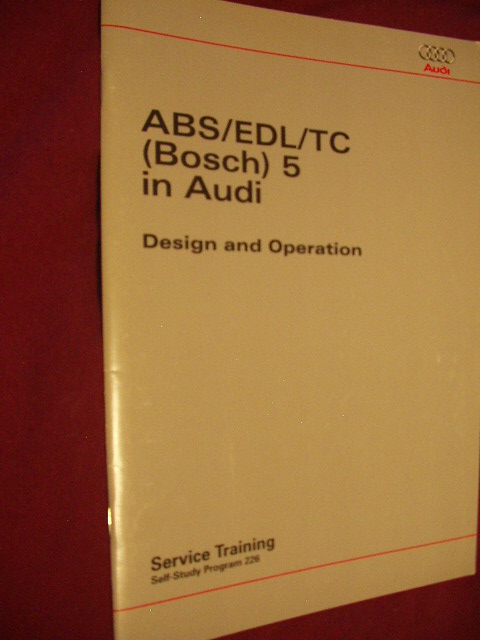 Audi
ABS/EDL/TC
(Bosch) 5
in Audi
Design and Operation
Service Training
Self-Study Program 226